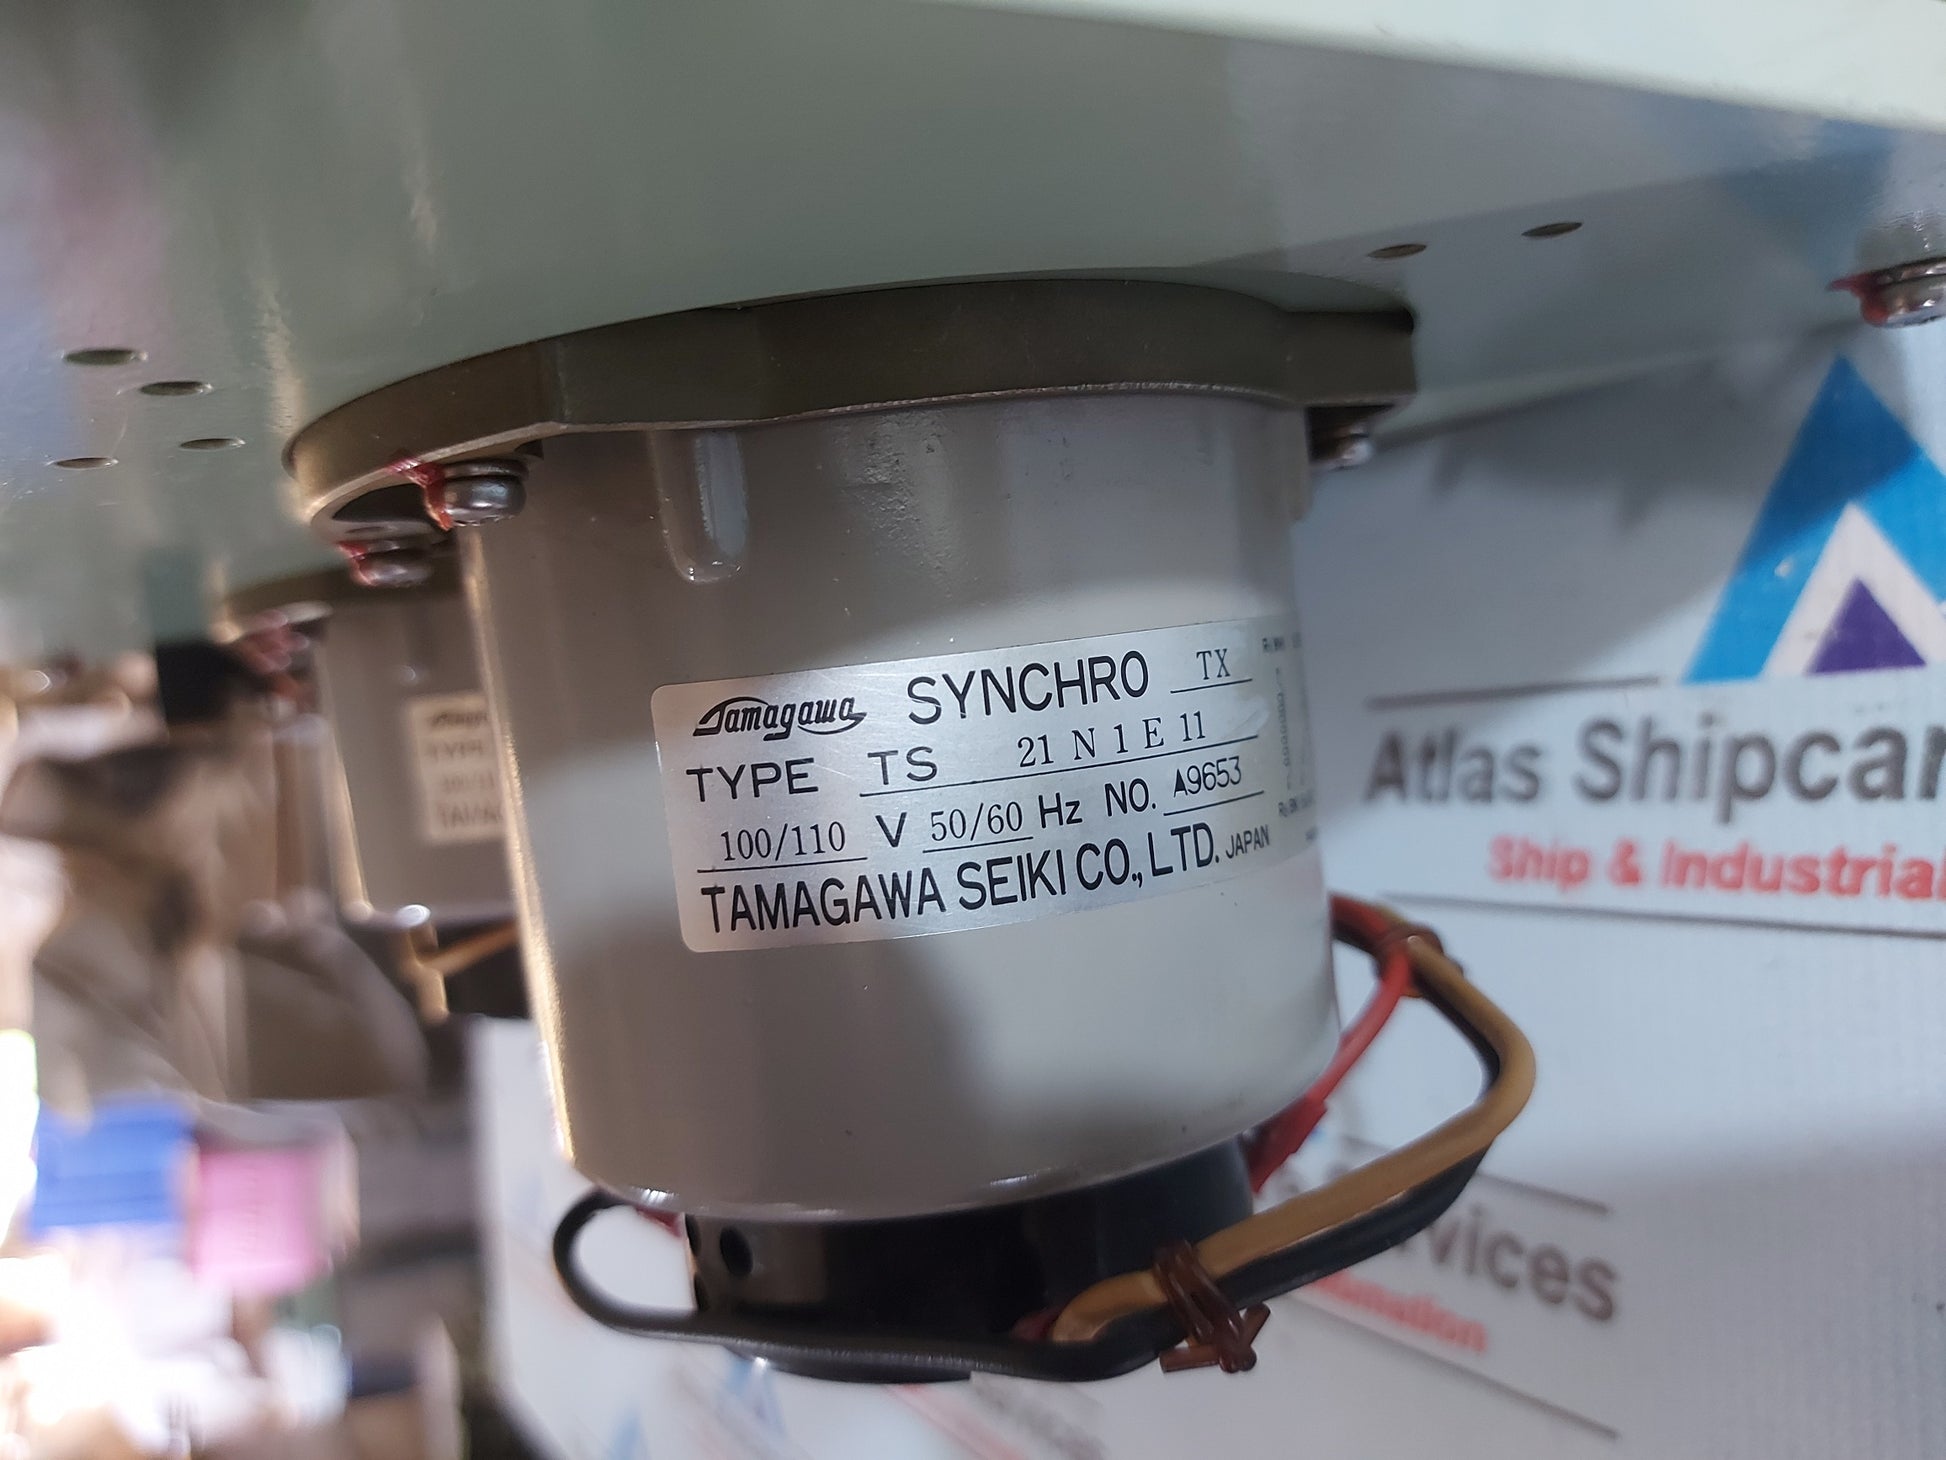 Tamagawa SYNCHRO TX
TYPE TS 21 N 1 E 11
100/110 V 50/60 Hz NO. A9653
TAMAGAWA SEIKI CO., LTD. JAPAN
TYPE
Atlas Shipcar
Ship & Industrial